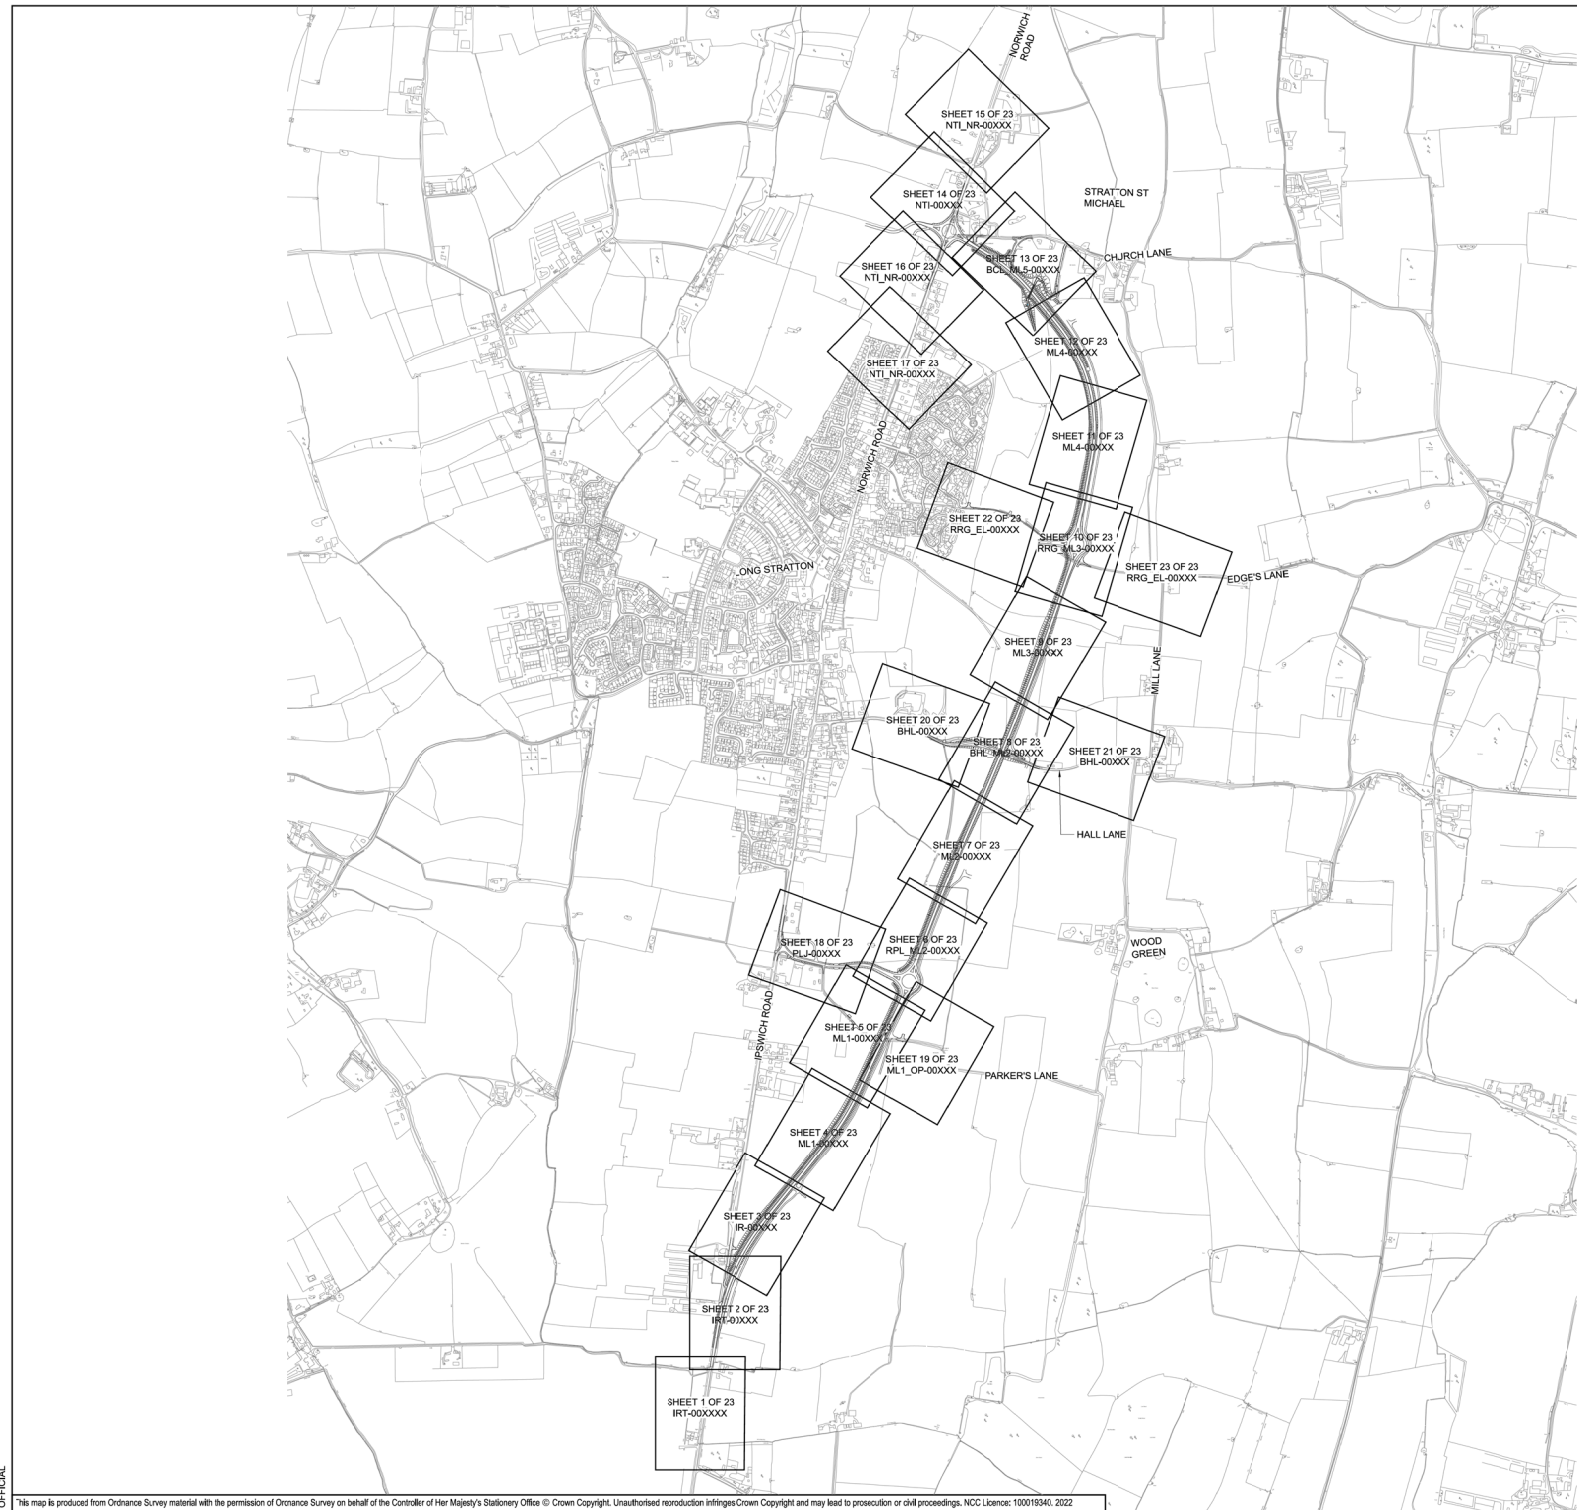 NORWICH
ROAD
SHEET 15 OF 23
NTI_NR-00XXX
SHEET 14 OF 23
NTI-00XXX
STRATTON ST
MICHAEL
CHURCH LANE
SHEET 13 OF 23
BCL_ML5-00XXX
SHEET 16 OF 23
NTI_NR-00XXX
SHEET 12 OF 23
ML4-00XXX
SHEET 17 OF 23
NTI_NR-00XXX
NORWICH ROAD
SHEET 11 OF 23
ML4-00XXX
SHEET 22 OF 23
RRG_EL-00XXX
SHEET 10 OF 23
RRG_ML3-00XXX
LONG STRATTON
SHEET 23 OF 23
RRG_EL-00XXX
EDGE'S LANE
SHEET 9 OF 23
ML3-00XXX
MILL LANE
SHEET 20 OF 23
BHL-00XXX
SHEET 8 OF 23
BHL_ML2-00XXX
SHEET 21 OF 23
BHL-00XXX
HALL LANE
SHEET 7 OF 23
ML2-00XXX
SHEET 18 OF 23
PLJ-00XXX
SHEET 6 OF 23
RPL_ML2-00XXX
WOOD
GREEN
IPSWICH ROAD
SHEET 5 OF 23
ML1-00XXX
SHEET 19 OF 23
ML1_OP-00XXX
PARKER'S LANE
SHEET 4 OF 23
ML1-00XXX
SHEET 3 OF 23
IR-00XXX
SHEET 2 OF 23
IRT-00XXX
SHEET 1 OF 23
IRT-00XXXX
OFFICIAL
This map is produced from Ordnance Survey material with the permission of Ordnance Survey on behalf of the Controller of Her Majesty's Stationery Office © Crown Copyright. Unauthorised reproduction infringes Crown Copyright and may lead to prosecution or civil proceedings. NCC Licence: 100019340. 2022